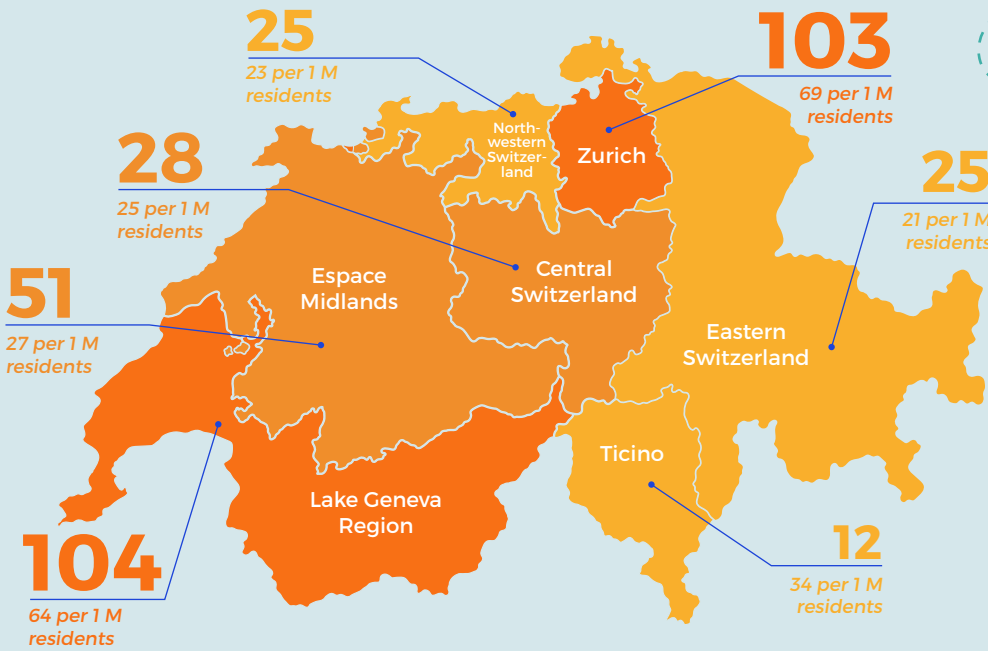 25
23 per 1 M
residents
103
69 per 1 M
residents
North-
western
Switzer-
land
Zurich
28
25 per 1 M
residents
25
21 per 1 M
residents
Espace
Midlands
Central
Switzerland
51
27 per 1 M
residents
Eastern
Switzerland
Ticino
Lake Geneva
Region
104
64 per 1 M
residents
12
34 per 1 M
residents